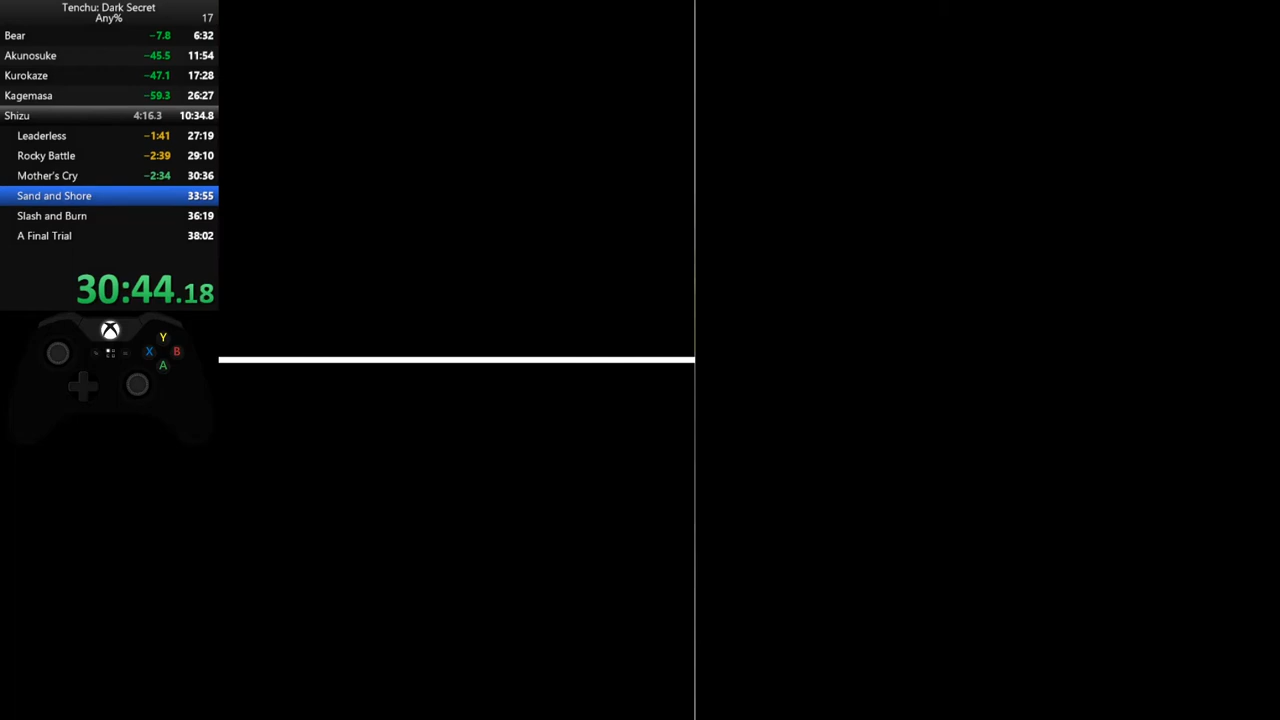 Tenchu: Dark Secret
Any% 17
Bear −7.8 6:32
Akunosuke −45.5 11:54
Kurokaze −47.1 17:28
Kagemasa −59.3 26:27
Shizu 4:16.3 10:34.8
Leaderless −1:41 27:19
Rocky Battle −2:39 29:10
Mother's Cry −2:34 30:36
Sand and Shore 33:55
Slash and Burn 36:19
A Final Trial 38:02
30:44.18
Y
X B
A